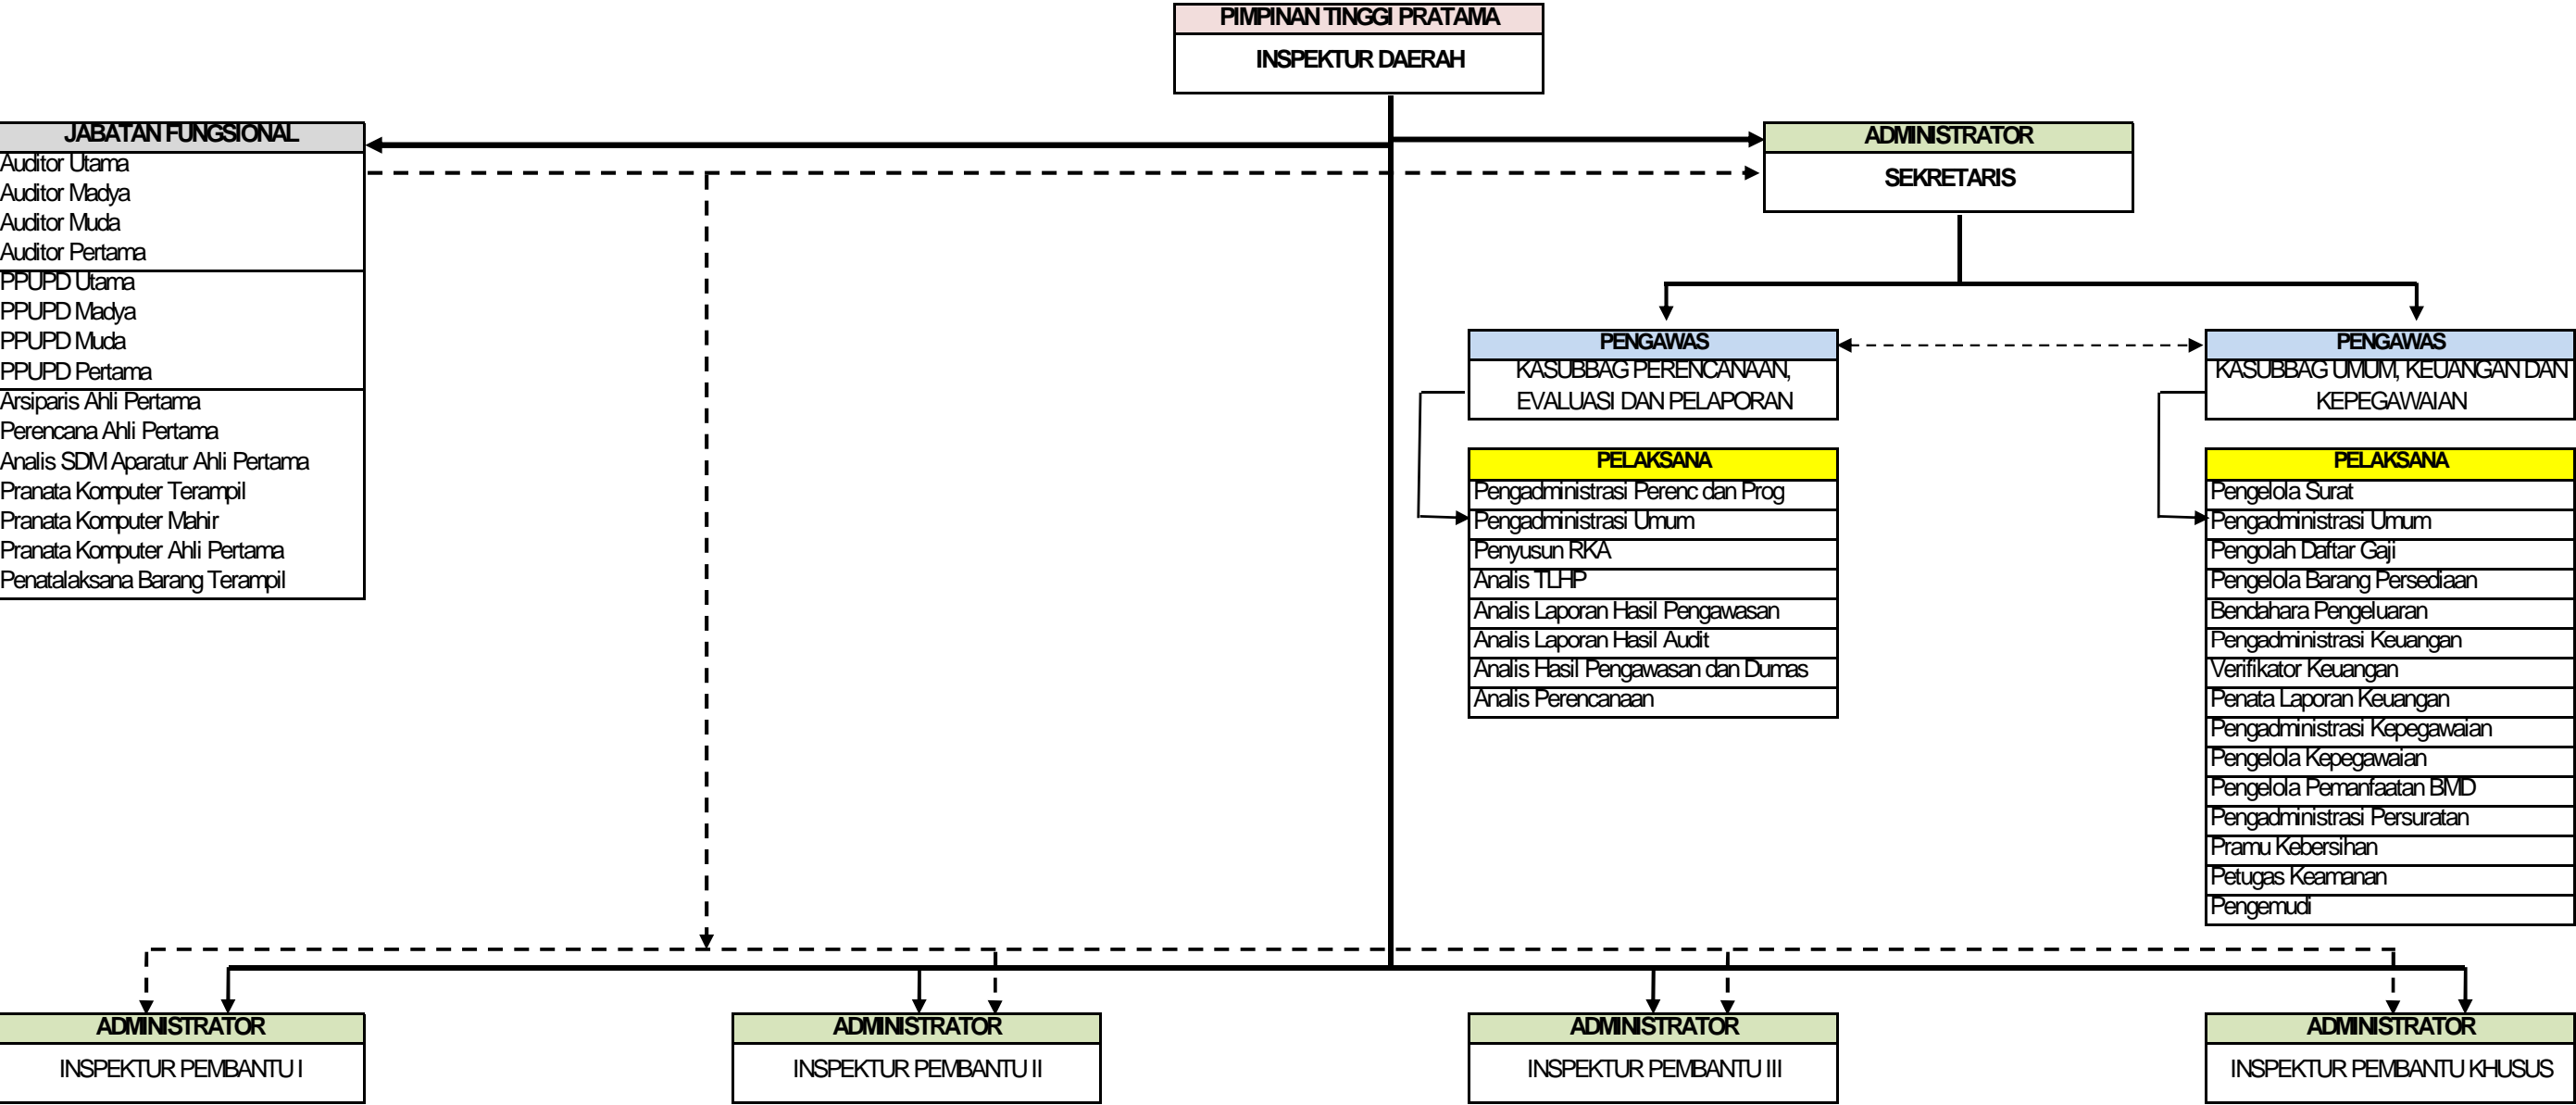 PIMPINAN TINGGI PRATAMA
INSPEKTUR DAERAH
JABATAN FUNGSIONAL
Auditor Utama
Auditor Madya
Auditor Muda
Auditor Pertama
PPUPD Utama
PPUPD Madya
PPUPD Muda
PPUPD Pertama
Arsiparis Ahli Pertama
Perencana Ahli Pertama
Analis SDM Aparatur Ahli Pertama
Pranata Komputer Terampil
Pranata Komputer Mahir
Pranata Komputer Ahli Pertama
Penatalaksana Barang Terampil
ADMINISTRATOR
SEKRETARIS
PENGAWAS
KASUBBAG PERENCANAAN,
EVALUASI DAN PELAPORAN
PELAKSANA
Pengadministrasi Perenc dan Prog
Pengadministrasi Umum
Penyusun RKA
Analis TLHP
Analis Laporan Hasil Pengawasan
Analis Laporan Hasil Audit
Analis Hasil Pengawasan dan Dumas
Analis Perencanaan
PENGAWAS
KASUBBAG UMUM, KEUANGAN DAN
KEPEGAWAIAN
PELAKSANA
Pengelola Surat
Pengadministrasi Umum
Pengolah Daftar Gaji
Pengelola Barang Persediaan
Bendahara Pengeluaran
Pengadministrasi Keuangan
Verifikator Keuangan
Penata Laporan Keuangan
Pengadministrasi Kepegawaian
Pengelola Kepegawaian
Pengelola Pemanfaatan BMD
Pengadministrasi Persuratan
Pramu Kebersihan
Petugas Keamanan
Pengemudi
ADMINISTRATOR
INSPEKTUR PEMBANTU I
ADMINISTRATOR
INSPEKTUR PEMBANTU II
ADMINISTRATOR
INSPEKTUR PEMBANTU III
ADMINISTRATOR
INSPEKTUR PEMBANTU KHUSUS